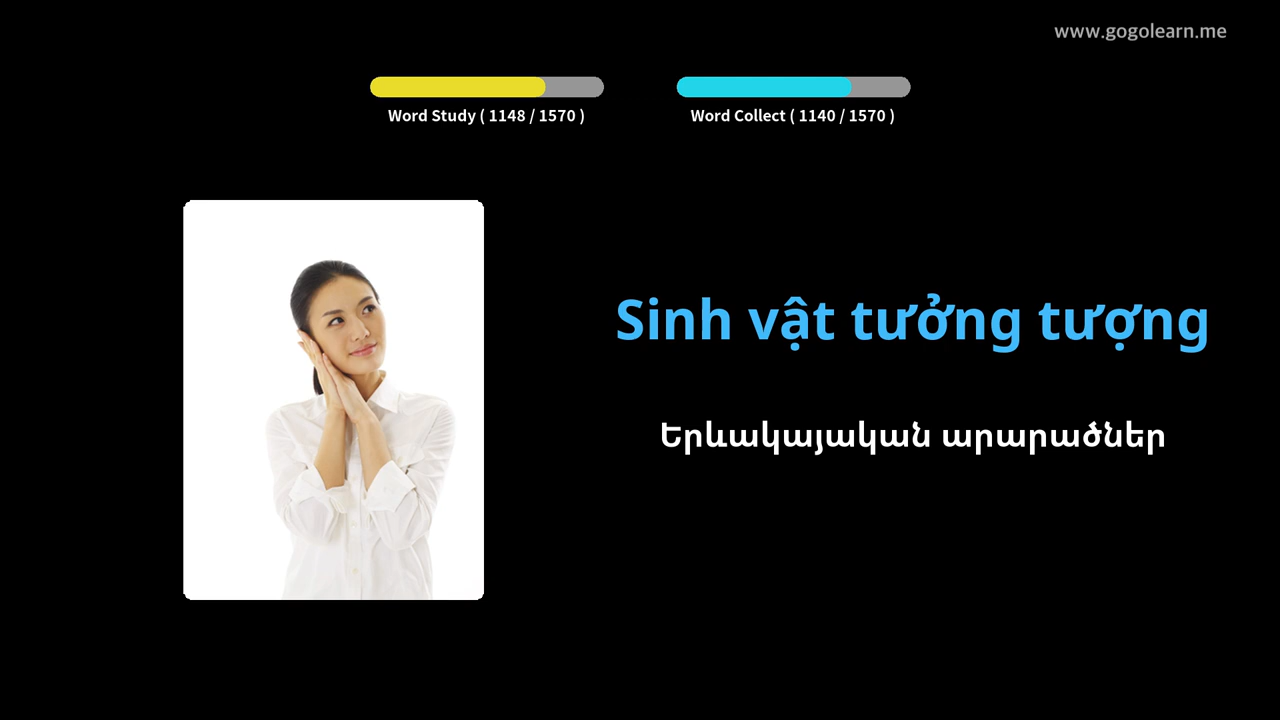 www.gogolearn.me
Word Study ( 1148 / 1570 )
Word Collect ( 1140 / 1570 )
Sinh vật tưởng tượng
Երևակայական արարածներ